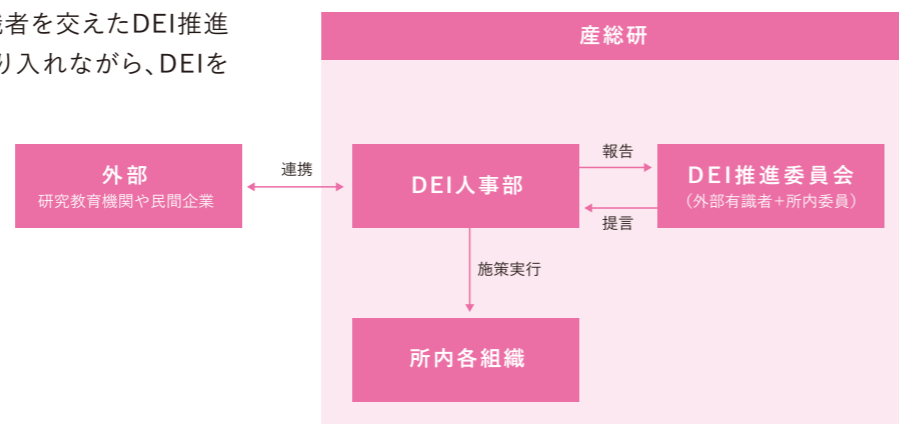 者を交えたDEI推進
り入れながら、DEIを
産総研
外部
研究教育機関や民間企業
連携
DEI人事部
報告
提言
DEI推進委員会
（外部有識者+所内委員）
施策実行
所内各組織